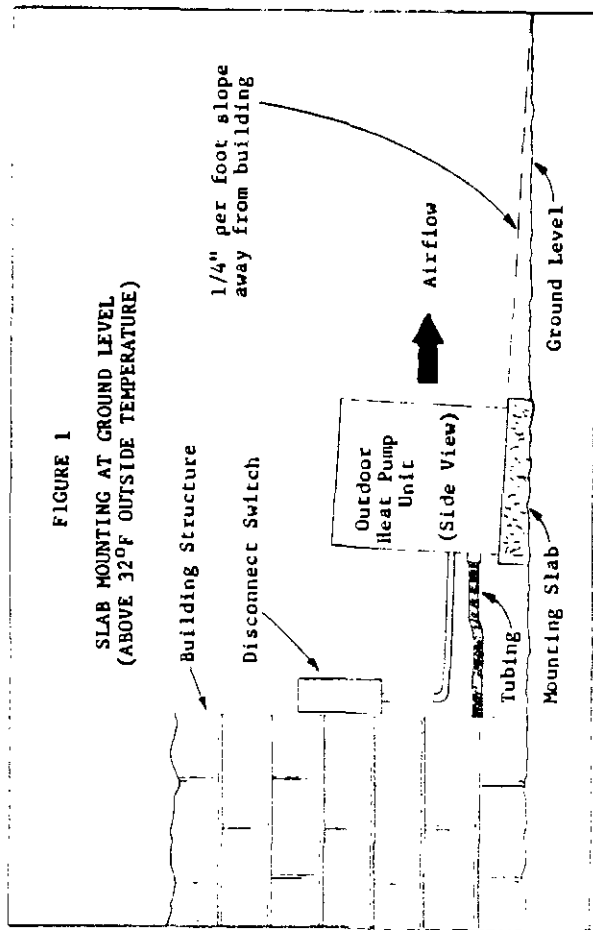 FIGURE 1
SLAB MOUNTING AT GROUND LEVEL
(ABOVE 32°F OUTSIDE TEMPERATURE)
Building Structure
Disconnect Switch
1/4" per foot slope
away from building
Outdoor
Heat Pump
Unit
(Side View)
Airflow
Tubing
Mounting Slab
Ground Level